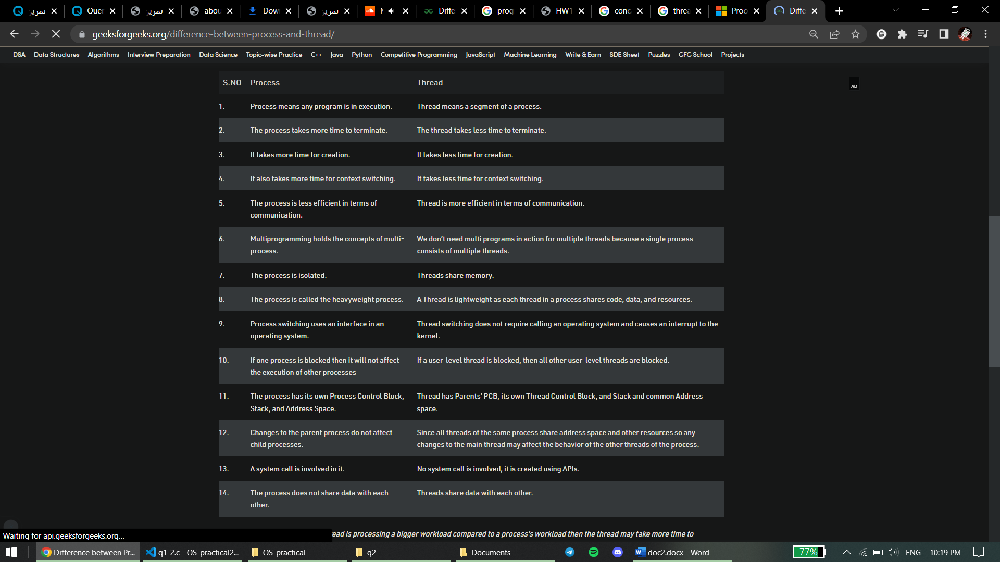 تمریر Quer تمریر abou Dow تمریر M Diffe prog HW1 conc threa Proc Diffe
geeksforgeeks.org/difference-between-process-and-thread/
DSA Data Structures Algorithms Interview Preparation Data Science Topic-wise Practice C++ Java Python Competitive Programming JavaScript Machine Learning Write & Earn SDE Sheet Puzzles GFG School Projects
S.NO Process Thread
AD
1. Process means any program is in execution. Thread means a segment of a process.
2. The process takes more time to terminate. The thread takes less time to terminate.
3. It takes more time for creation. It takes less time for creation.
4. It also takes more time for context switching. It takes less time for context switching.
5. The process is less efficient in terms of Thread is more efficient in terms of communication.
communication.
6. Multiprogramming holds the concepts of multi- We don’t need multi programs in action for multiple threads because a single process
process. consists of multiple threads.
7. The process is isolated. Threads share memory.
8. The process is called the heavyweight process. A Thread is lightweight as each thread in a process shares code, data, and resources.
9. Process switching uses an interface in an Thread switching does not require calling an operating system and causes an interrupt to the
operating system. kernel.
10. If one process is blocked then it will not affect If a user-level thread is blocked, then all other user-level threads are blocked.
the execution of other processes
11. The process has its own Process Control Block, Thread has Parents’ PCB, its own Thread Control Block, and Stack and common Address
Stack, and Address Space. space.
12. Changes to the parent process do not affect Since all threads of the same process share address space and other resources so any
child processes. changes to the main thread may affect the behavior of the other threads of the process.
13. A system call is involved in it. No system call is involved, it is created using APIs.
14. The process does not share data with each Threads share data with each other.
other.
Waiting for api.geeksforgeeks.org... ead is processing a bigger workload compared to a process's workload then the thread may take more time to
Difference between Pr... q1_2.c - OS_practical2... OS_practical q2 Documents doc2.docx - Word 77% ENG 10:19 PM